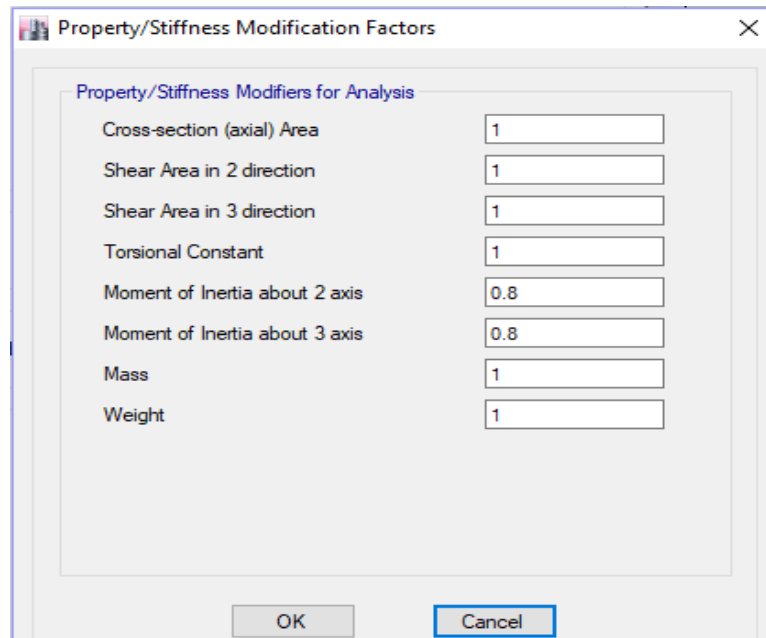 Property/Stiffness Modification Factors
Property/Stiffness Modifiers for Analysis
Cross-section (axial) Area 1
Shear Area in 2 direction 1
Shear Area in 3 direction 1
Torsional Constant 1
Moment of Inertia about 2 axis 0.8
Moment of Inertia about 3 axis 0.8
Mass 1
Weight 1
OK Cancel